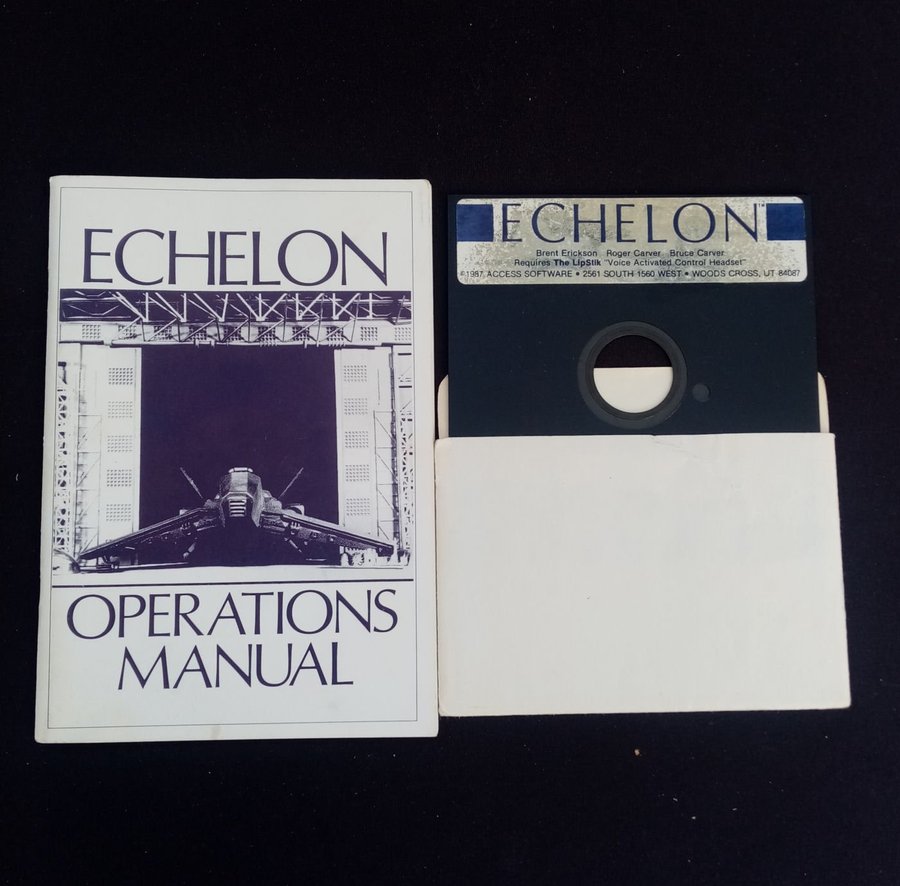 ECHELON
OPERATIONS
MANUAL
ECHELON™
Brent Erickson Roger Carver Bruce Carver
Requires The LipStik "Voice Activated Control Headset"
©1987 ACCESS SOFTWARE • 2561 SOUTH 1560 WEST • WOODS CROSS, UT 84087